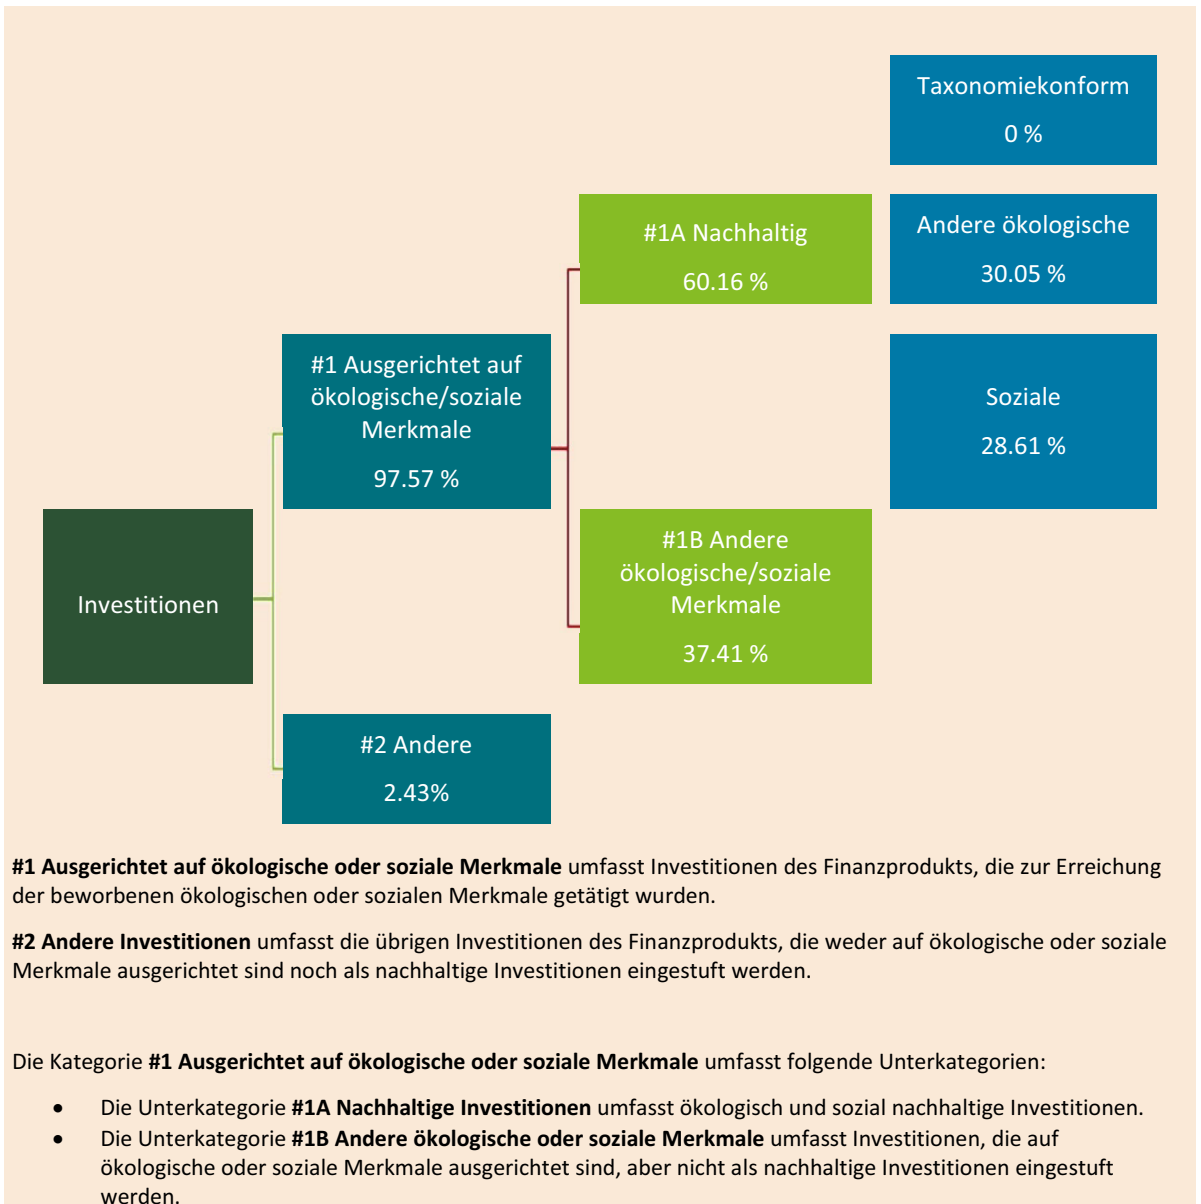 Taxonomiekonform
0 %
#1A Nachhaltig
60.16 %
Andere ökologische
30.05 %
#1 Ausgerichtet auf
ökologische/soziale
Merkmale
97.57 %
Soziale
28.61 %
Investitionen
#1B Andere
ökologische/soziale
Merkmale
37.41 %
#2 Andere
2.43%
#1 Ausgerichtet auf ökologische oder soziale Merkmale umfasst Investitionen des Finanzprodukts, die zur Erreichung
der beworbenen ökologischen oder sozialen Merkmale getätigt wurden.
#2 Andere Investitionen umfasst die übrigen Investitionen des Finanzprodukts, die weder auf ökologische oder soziale
Merkmale ausgerichtet sind noch als nachhaltige Investitionen eingestuft werden.
Die Kategorie #1 Ausgerichtet auf ökologische oder soziale Merkmale umfasst folgende Unterkategorien:
• Die Unterkategorie #1A Nachhaltige Investitionen umfasst ökologisch und sozial nachhaltige Investitionen.
• Die Unterkategorie #1B Andere ökologische oder soziale Merkmale umfasst Investitionen, die auf
ökologische oder soziale Merkmale ausgerichtet sind, aber nicht als nachhaltige Investitionen eingestuft
werden.